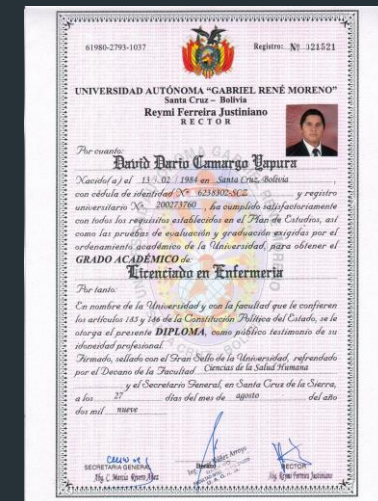 61980-2793-1037
Registro: Nº 021521
UNIVERSIDAD AUTÓNOMA “GABRIEL RENÉ MORENO”
Santa Cruz – Bolivia
Reymi Ferreira Justiniano
RECTOR
Por cuanto:
David Dario Camargo Yapura
Nacido(a) el 13 . 02 / 1984 en Santa Cruz, Bolivia
con cédula de identidad Nº 6238302-SCZ y registro
universitario Nº 200273760 , ha cumplido satisfactoriamente
con todos los requisitos establecidos en el Plan de Estudios, así
como las pruebas de evaluación y graduación exigidas por el
ordenamiento académico de la Universidad, para obtener el
GRADO ACADÉMICO de:
Licenciado en Enfermería
Por tanto:
En nombre de la Universidad y con la facultad que le confieren
los artículos 185 y 186 de la Constitución Política del Estado, se le
otorga el presente DIPLOMA, como público testimonio de su
idoneidad profesional.
Firmado, sellado con el Gran Sello de la Universidad, refrendado
por el Decano de la Facultad Ciencias de la Salud Humana
y el Secretario General, en Santa Cruz de la Sierra,
a los 27 días del mes de agosto del año
dos mil nueve
SECRETARIA GENERAL
Decano
RECTOR
Abg. Reymi Ferreira Justiniano